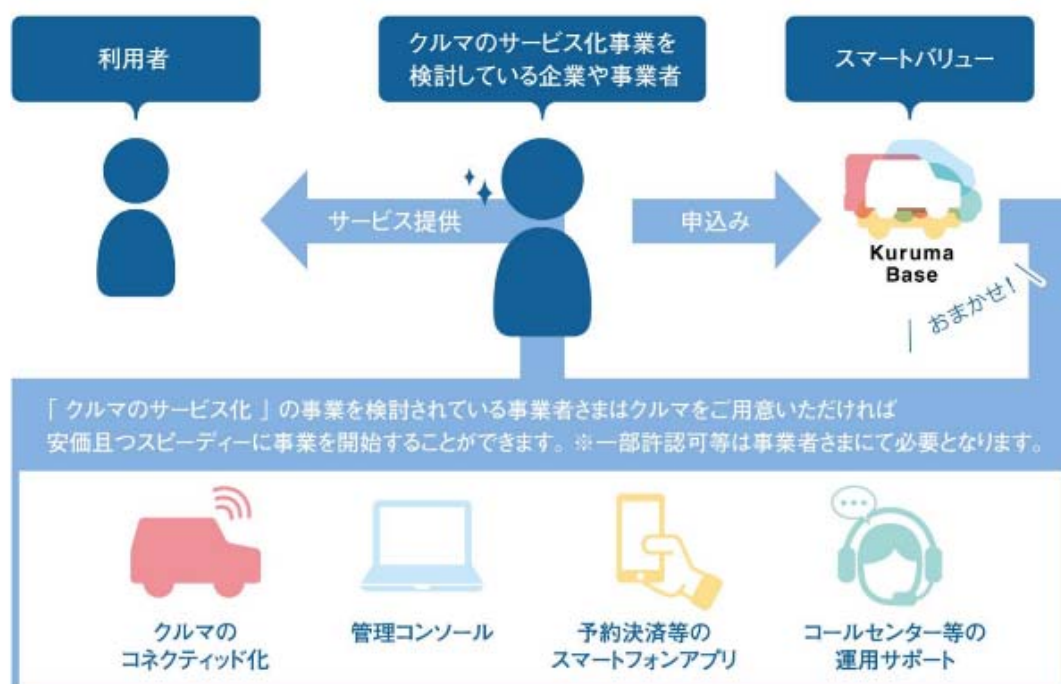 利用者
クルマのサービス化事業を
検討している企業や事業者
スマートバリュー
サービス提供
申込み
Kuruma
Base
おまかせ!
「クルマのサービス化」の事業を検討されている事業者さまはクルマをご用意いただければ
安価且つスピーディーに事業を開始することができます。※一部許認可等は事業者さまにて必要となります。
クルマの
コネクティッド化
管理コンソール
予約決済等の
スマートフォンアプリ
コールセンター等の
運用サポート